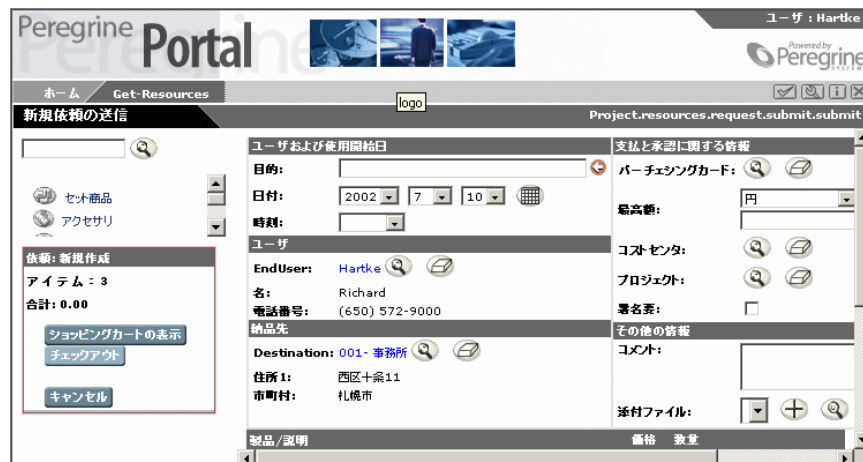 Peregrine Portal
ユーザ : Hartke
Powered by
Peregrine
SYSTEMS
ホーム
Get-Resources
logo
新規依頼の送信
Project.resources.request.submit.submit
セット商品
アクセサリ
依頼: 新規作成
アイテム : 3
合計: 0.00
ショッピングカートの表示
チェックアウト
キャンセル
ユーザおよび使用開始日
目的:
日付: 2002 7 10
時刻:
ユーザ
EndUser: Hartke
名: Richard
電話番号: (650) 572-9000
納品先
Destination: 001- 事務所
住所1: 西区十条11
市町村: 札幌市
製品/説明 価格 数量
支払と承認に関する情報
パーチェシングカード:
最高額: 円
コストセンタ:
プロジェクト:
署名要:
その他の情報
コメント:
添付ファイル: